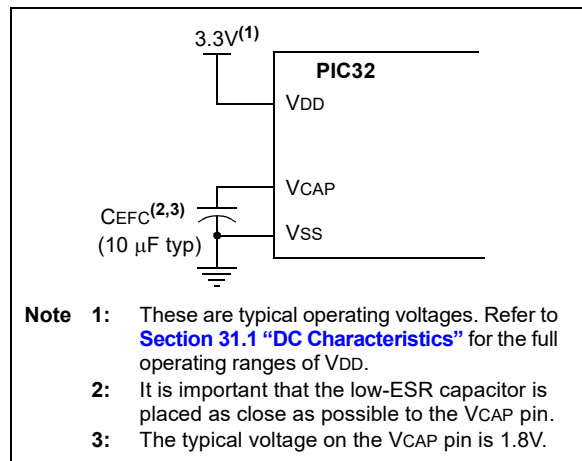 3.3V(1)
PIC32
VDD
VCAP
CEFC(2,3)
(10 μF typ)
VSS
Note 1: These are typical operating voltages. Refer to
Section 31.1 “DC Characteristics” for the full
operating ranges of VDD.
2: It is important that the low-ESR capacitor is
placed as close as possible to the VCAP pin.
3: The typical voltage on the VCAP pin is 1.8V.